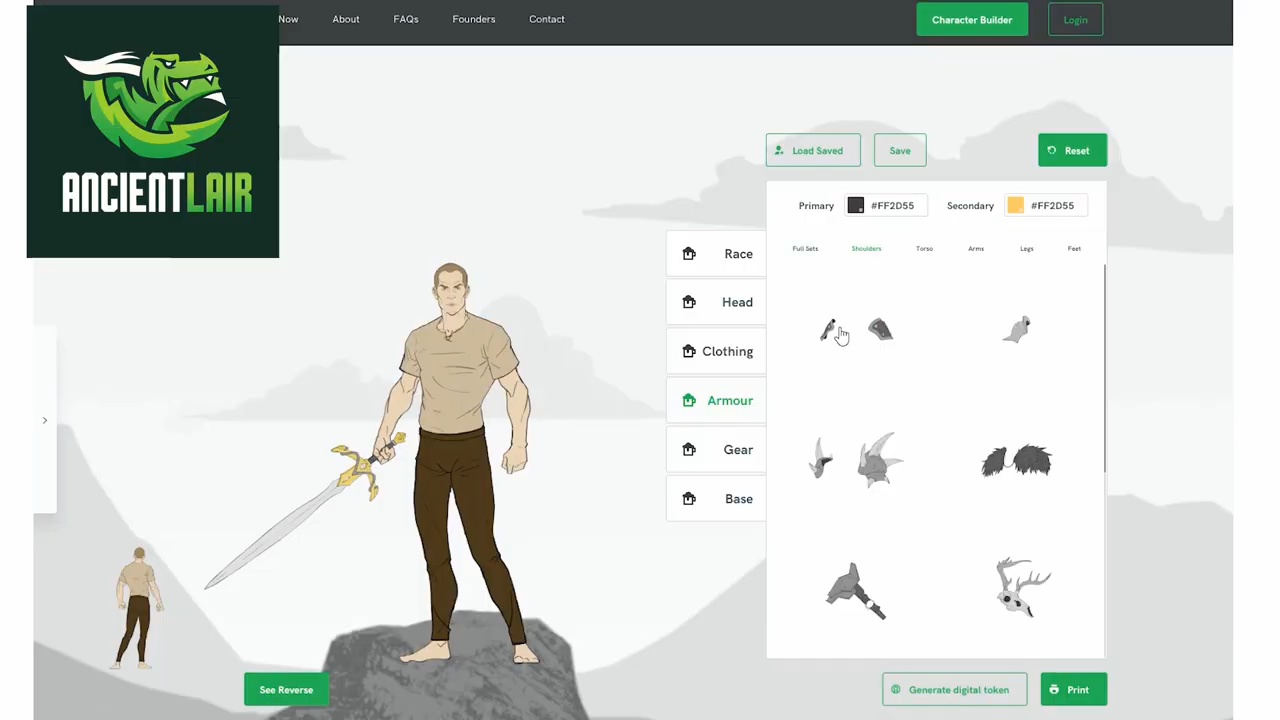 Now About FAQs Founders Contact Character Builder Login
ANCIENTLAIR
Load Saved Save Reset
Primary #FF2D55 Secondary #FF2D55
Full Sets Shoulders Torso Arms Legs Feet
Race
Head
Clothing
Armour
Gear
Base
See Reverse Generate digital token Print